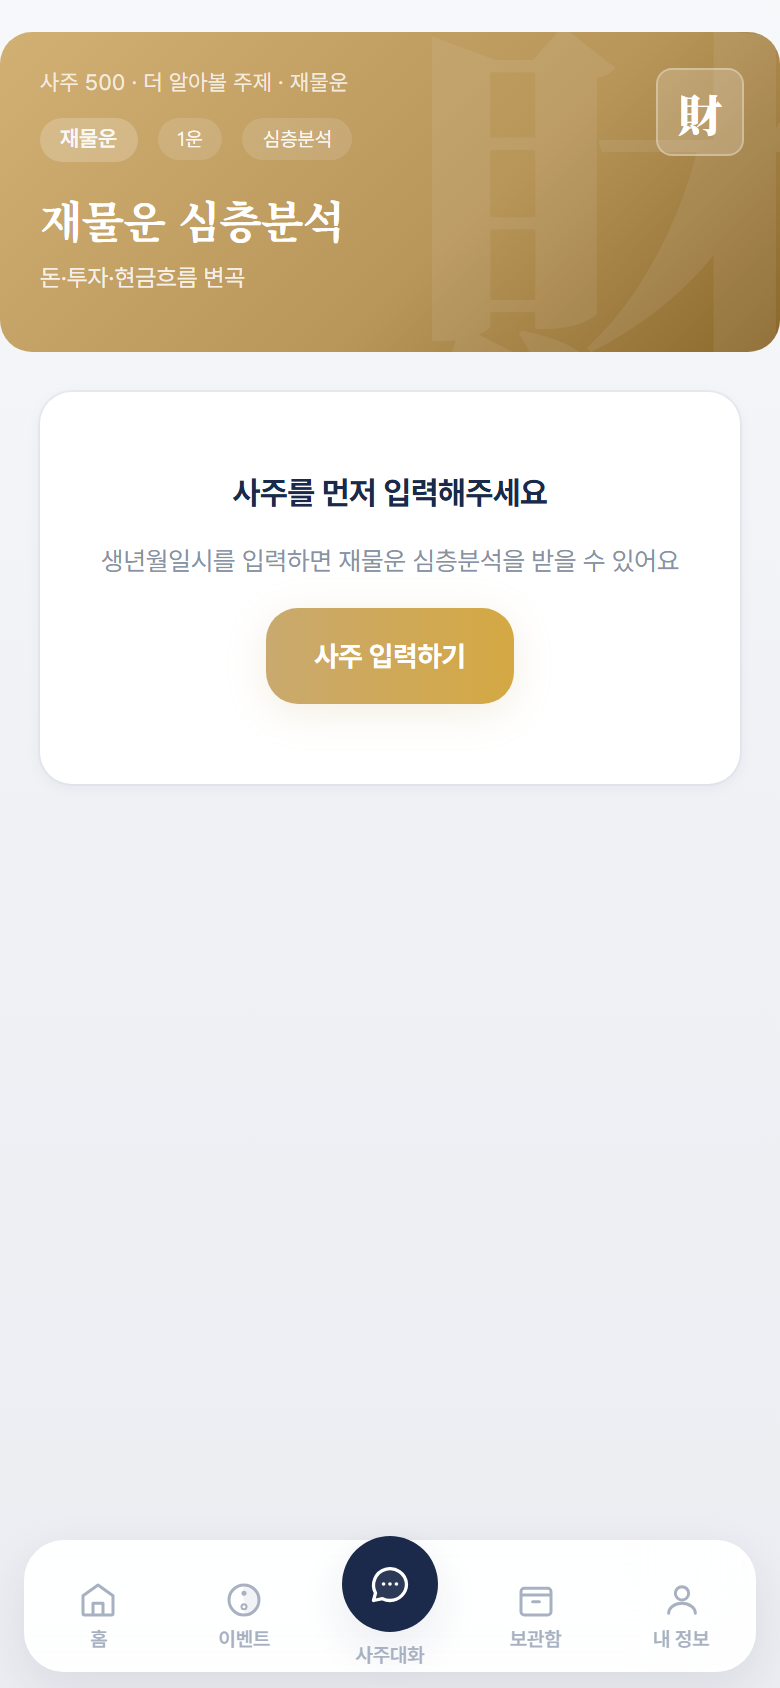 사주 500 · 더 알아볼 주제 · 재물운
財
재물운 1운 심층분석
재물운 심층분석
돈·투자·현금흐름 변곡
사주를 먼저 입력해주세요
생년월일시를 입력하면 재물운 심층분석을 받을 수 있어요
사주 입력하기
홈 이벤트 사주대화 보관함 내 정보